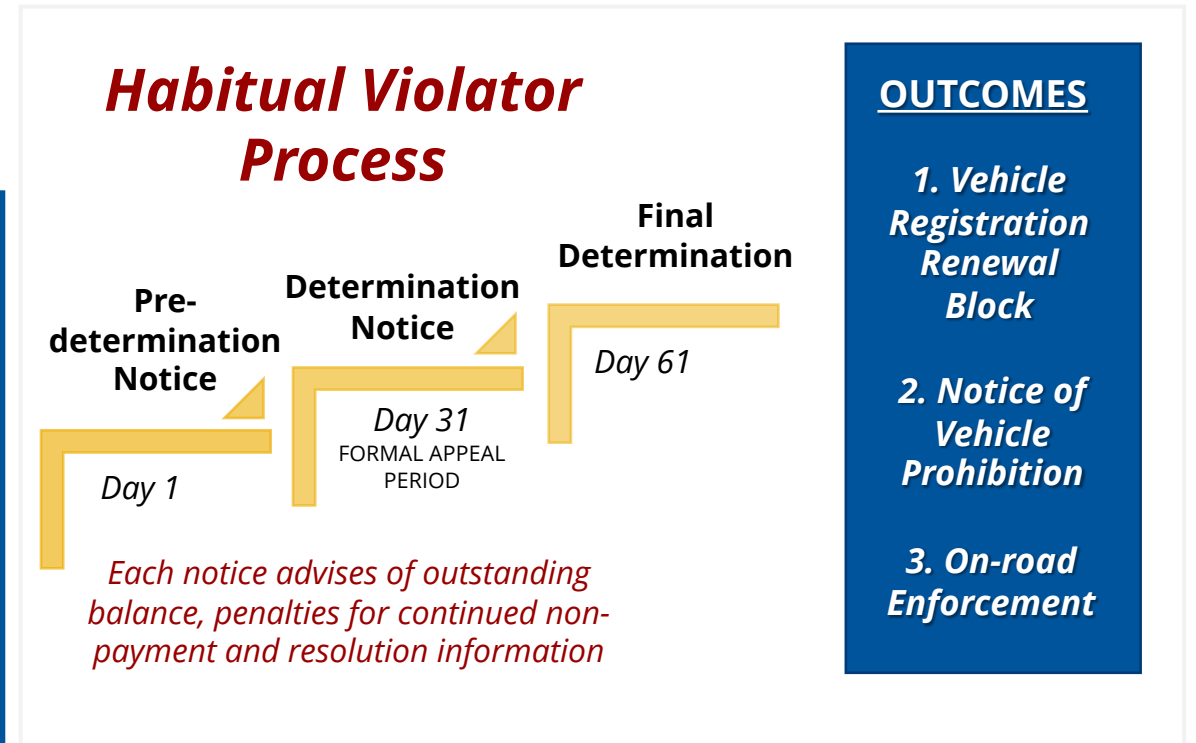 Habitual Violator
Process
Pre-
determination
Notice
Day 1
Determination
Notice
Day 31
FORMAL APPEAL
PERIOD
Final
Determination
Day 61
Each notice advises of outstanding
balance, penalties for continued non-
payment and resolution information
OUTCOMES
1. Vehicle
Registration
Renewal
Block
2. Notice of
Vehicle
Prohibition
3. On-road
Enforcement